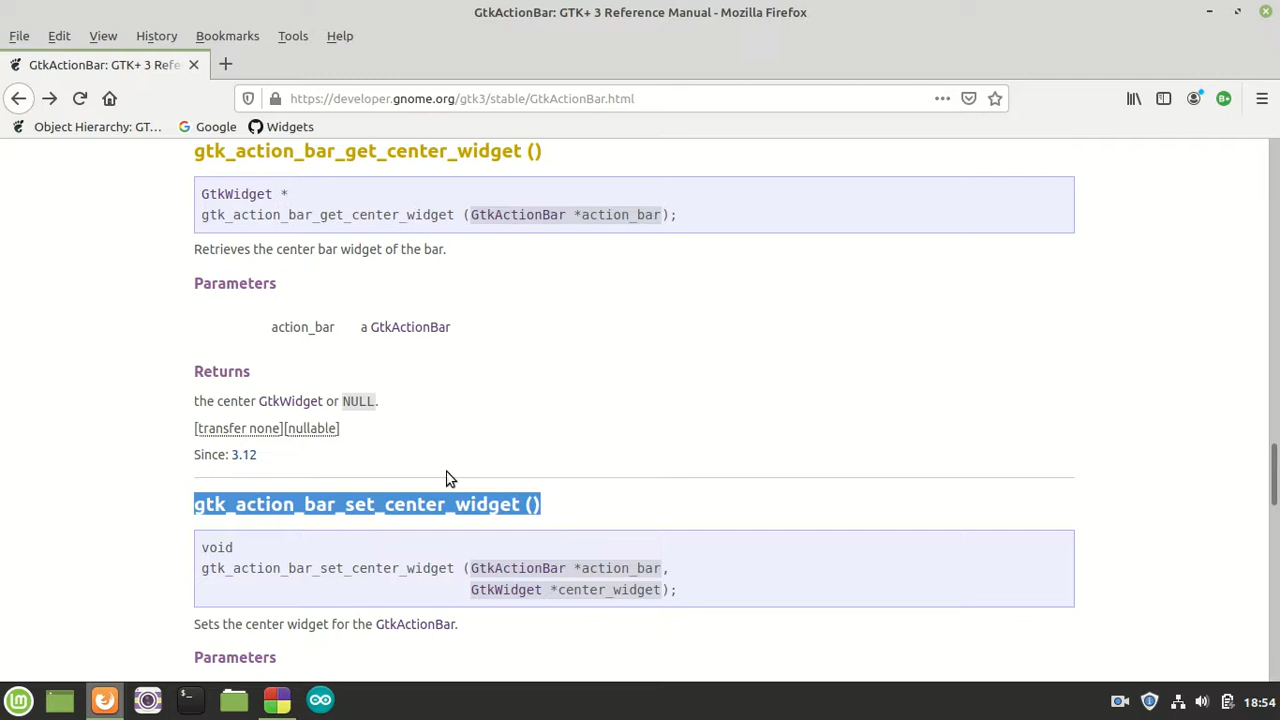 GtkActionBar: GTK+ 3 Reference Manual - Mozilla Firefox
File Edit View History Bookmarks Tools Help
GtkActionBar: GTK+ 3 Refe
https://developer.gnome.org/gtk3/stable/GtkActionBar.html
Object Hierarchy: GT... Google Widgets
gtk_action_bar_get_center_widget ()
GtkWidget *
gtk_action_bar_get_center_widget (GtkActionBar *action_bar);
Retrieves the center bar widget of the bar.
Parameters
action_bar a GtkActionBar
Returns
the center GtkWidget or NULL.
[transfer none][nullable]
Since: 3.12
gtk_action_bar_set_center_widget ()
void
gtk_action_bar_set_center_widget (GtkActionBar *action_bar,
GtkWidget *center_widget);
Sets the center widget for the GtkActionBar.
Parameters
18:54